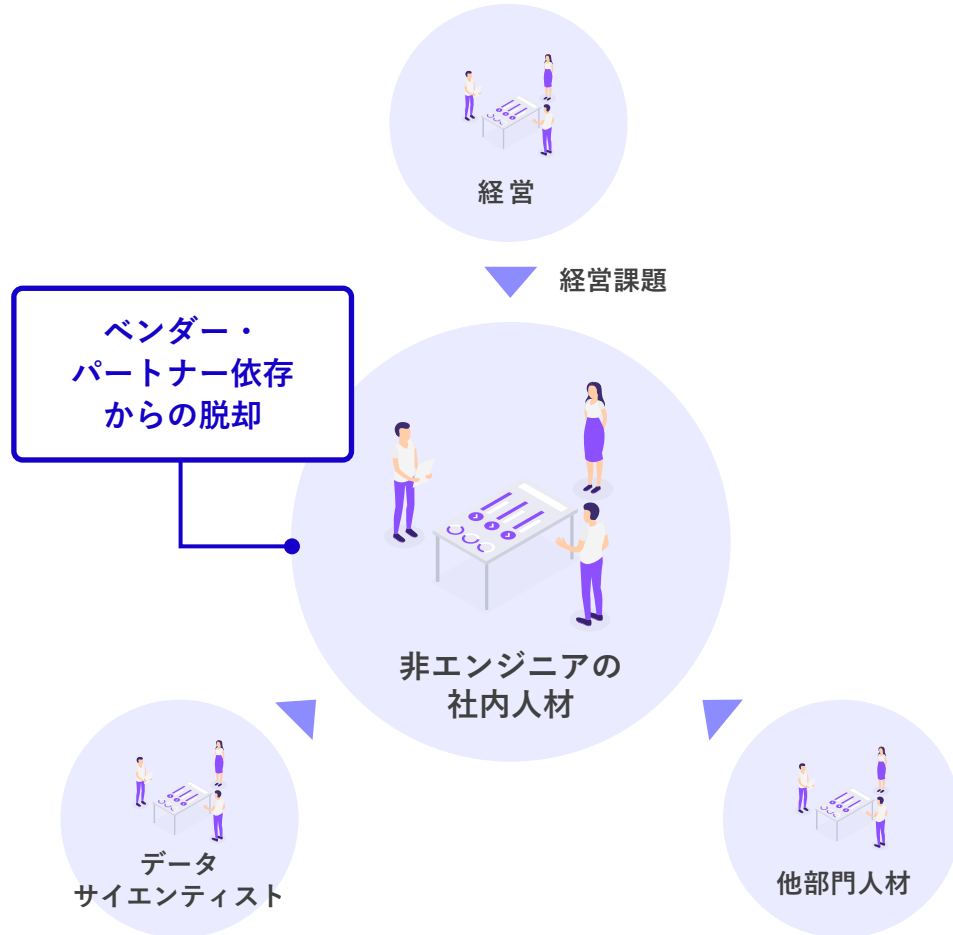 経営
経営課題
ベンダー・
パートナー依存
からの脱却
非エンジニアの
社内人材
データ
サイエンティスト
他部門人材